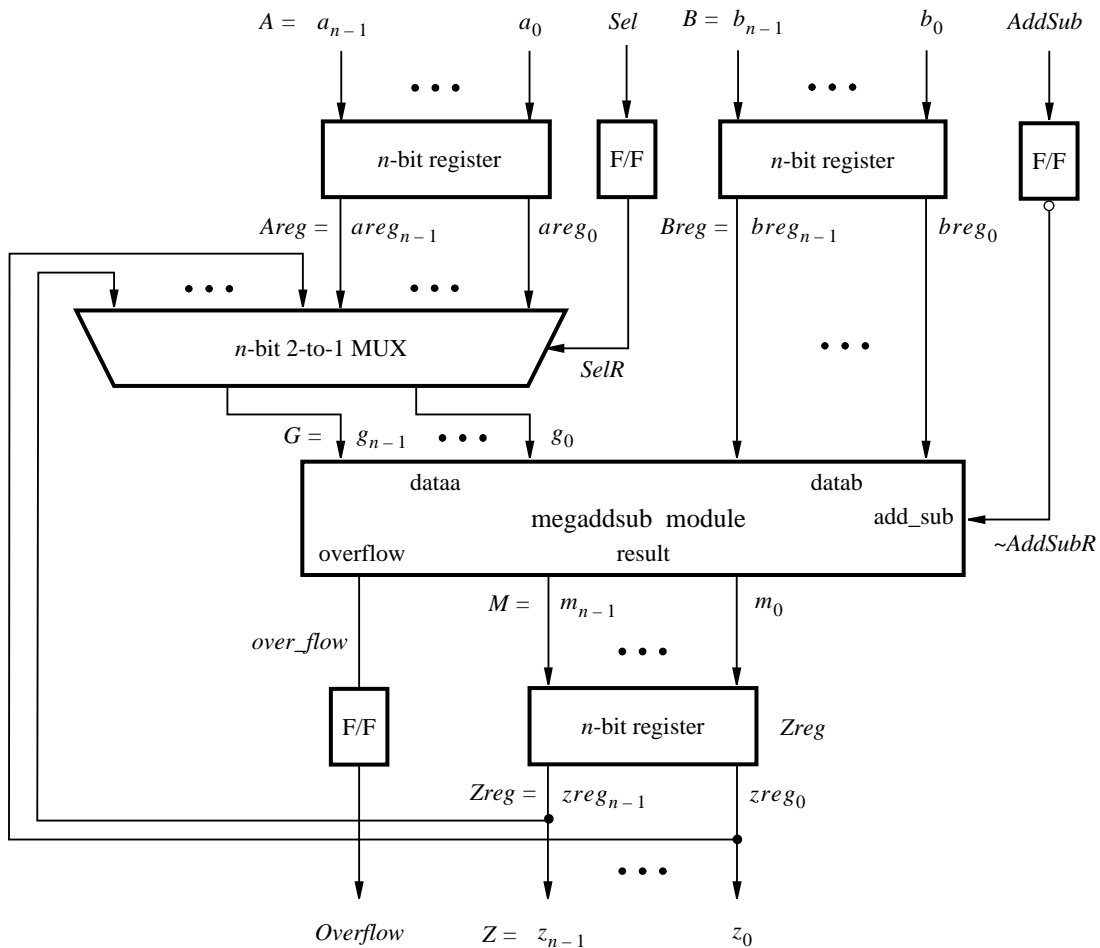 A = a_{n – 1} a_0 Sel B = b_{n – 1} b_0 AddSub
• • • • • •
n-bit register F/F n-bit register F/F
Areg = areg_{n – 1} areg_0 Breg = breg_{n – 1} breg_0
• • • • • •
n-bit 2-to-1 MUX • • •
SelR
G = g_{n – 1} • • • g_0
dataa datab
megaddsub module add_sub
overflow result ~AddSubR
M = m_{n – 1} m_0
over_flow • • •
F/F n-bit register Zreg
Zreg = zreg_{n – 1} zreg_0
• • •
Overflow Z = z_{n – 1} z_0